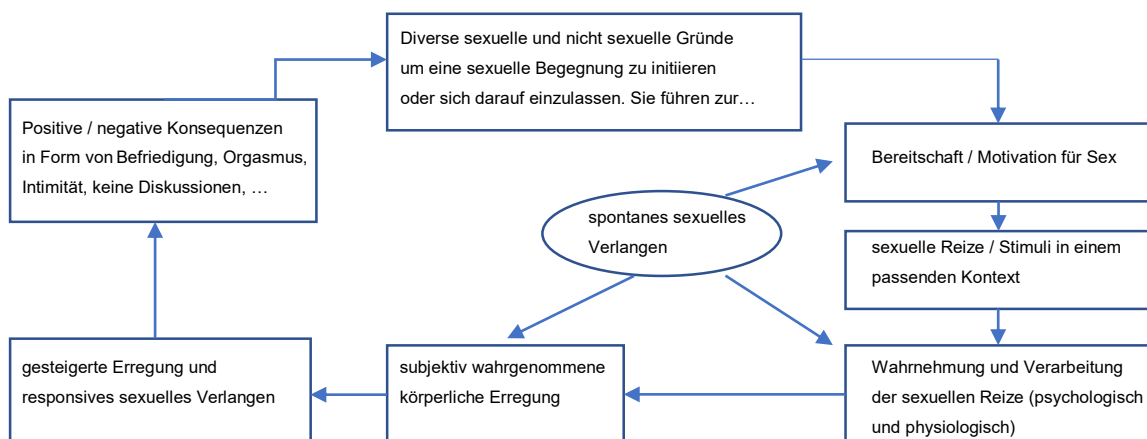 Diverse sexuelle und nicht sexuelle Gründe
um eine sexuelle Begegnung zu initiieren
oder sich darauf einzulassen. Sie führen zur…
Positive / negative Konsequenzen
in Form von Befriedigung, Orgasmus,
Intimität, keine Diskussionen, …
Bereitschaft / Motivation für Sex
spontanes sexuelles
Verlangen
sexuelle Reize / Stimuli in einem
passenden Kontext
gesteigerte Erregung und
responsives sexuelles Verlangen
subjektiv wahrgenommene
körperliche Erregung
Wahrnehmung und Verarbeitung
der sexuellen Reize (psychologisch
und physiologisch)